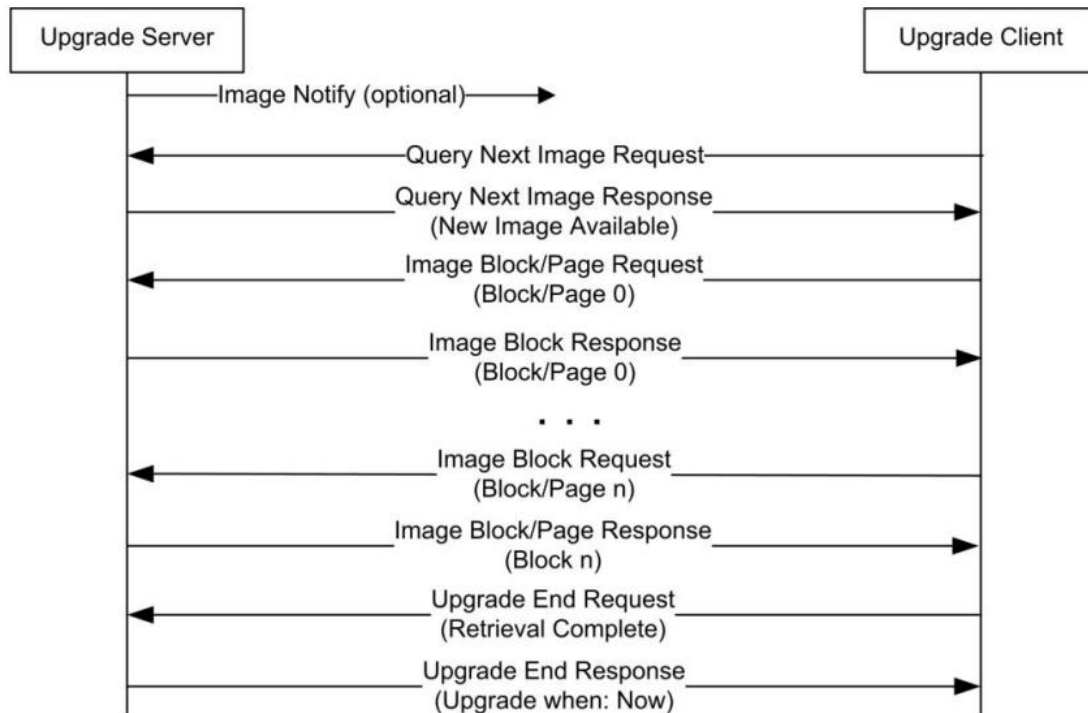 Upgrade Server
Upgrade Client
Image Notify (optional)
Query Next Image Request
Query Next Image Response
(New Image Available)
Image Block/Page Request
(Block/Page 0)
Image Block Response
(Block/Page 0)
. . .
Image Block Request
(Block/Page n)
Image Block/Page Response
(Block n)
Upgrade End Request
(Retrieval Complete)
Upgrade End Response
(Upgrade when: Now)